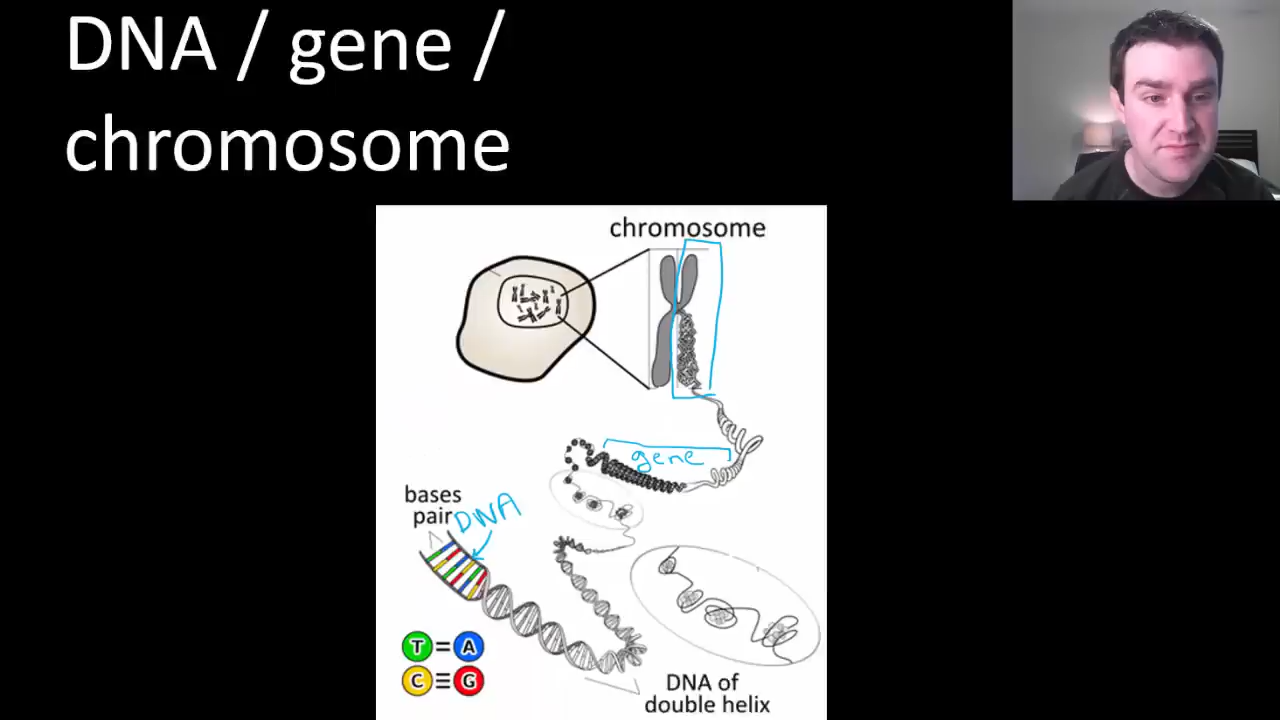 DNA / gene /
chromosome
chromosome
gene
bases
pair
DNA
T = A
C ≡ G
DNA of
double helix